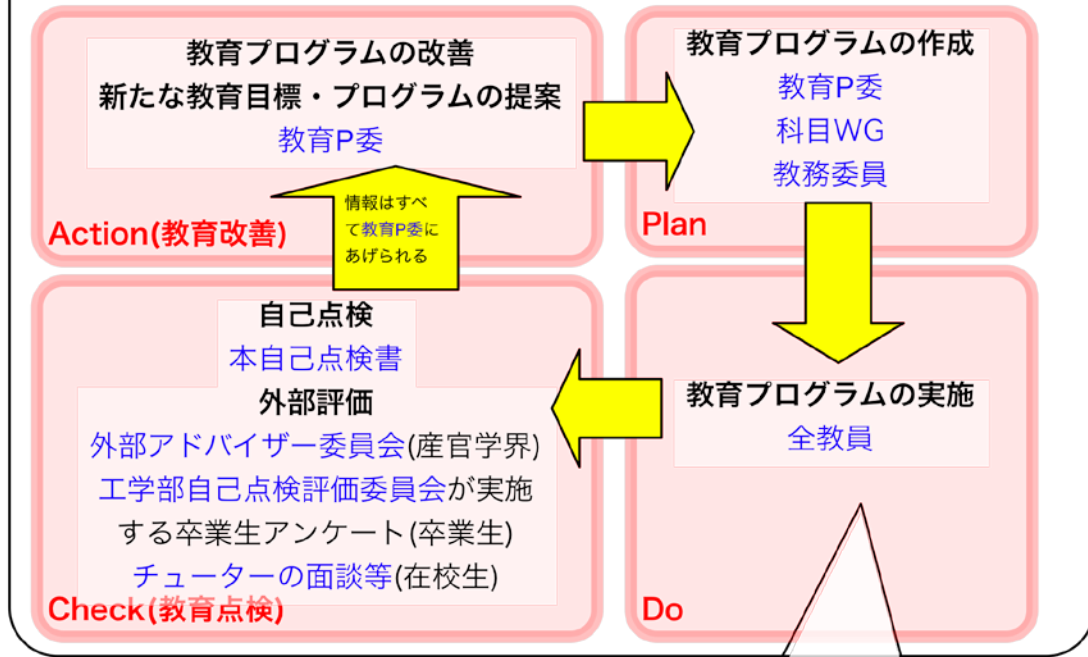 教育プログラムの改善
新たな教育目標・プログラムの提案
教育P委
Action(教育改善)
情報はすべ
て教育P委に
あげられる
教育プログラムの作成
教育P委
科目WG
教務委員
Plan
自己点検
本自己点検書
外部評価
外部アドバイザー委員会(産官学界)
工学部自己点検評価委員会が実施
する卒業生アンケート(卒業生)
チューターの面談等(在校生)
Check(教育点検)
教育プログラムの実施
全教員
Do